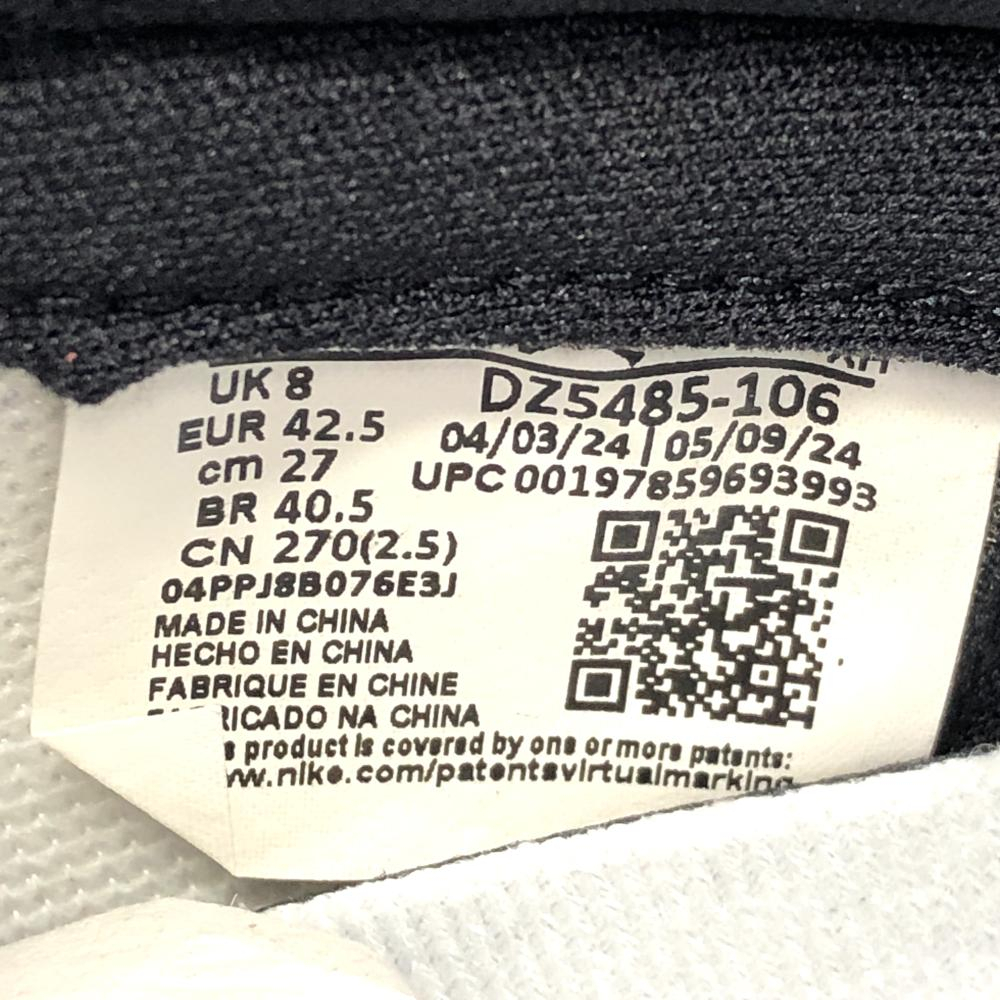 UK 8
EUR 42.5
cm 27
BR 40.5
CN 270(2.5)
04PPJ8B076E3J
MADE IN CHINA
HECHO EN CHINA
FABRIQUE EN CHINE
RICADO NA CHINA
DZ5485-106
04/03/24 | 05/09/24
UPC 00197859693993
product is covered by one or more patents:
w.nike.com/patentsvirtualmarking